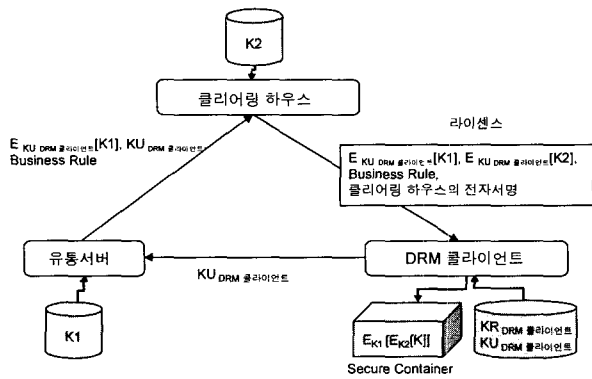 K2
클리어링 하우스
라이센스
E KU DRM 클라이언트[K1], KU DRM 클라이언트,
Business Rule
E KU DRM 클라이언트[K1], E KU DRM 클라이언트[K2],
Business Rule,
클리어링 하우스의 전자서명
유통서버
KU DRM 클라이언트
DRM 콜라이언트
K1
E K1 [E K2[K]]
KR DRM 클라이언트
KU DRM 클라이언트
Secure Container